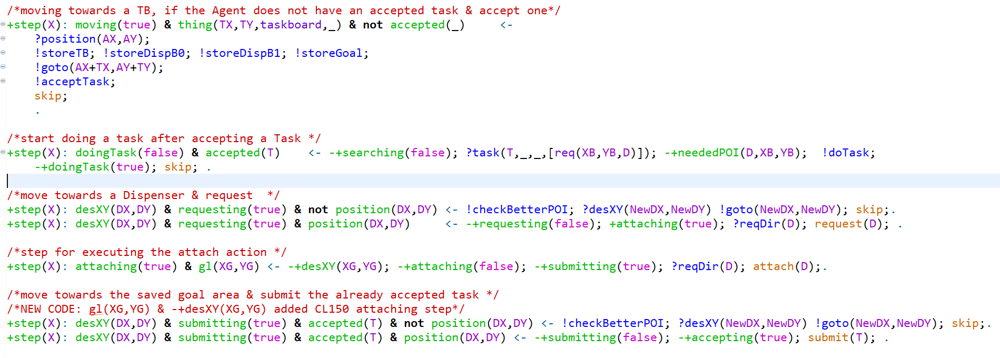 /*moving towards a TB, if the Agent does not have an accepted task & accept one*/
+step(X): moving(true) & thing(TX,TY,taskboard,_) & not accepted(_)     <-
    ?position(AX,AY);
    !storeTB; !storeDispB0; !storeDispB1; !storeGoal;
    !goto(AX+TX,AY+TY);
    !acceptTask;
    skip;
    .
/*start doing a task after accepting a Task */
+step(X): doingTask(false) & accepted(T)    <- -+searching(false); ?task(T,_,_,[req(XB,YB,D)]); -+neededPOI(D,XB,YB);  !doTask;
    -+doingTask(true); skip; .
/*move towards a Dispenser & request  */
+step(X): desXY(DX,DY) & requesting(true) & not position(DX,DY) <- !checkBetterPOI; ?desXY(NewDX,NewDY) !goto(NewDX,NewDY); skip;.
+step(X): desXY(DX,DY) & requesting(true) & position(DX,DY)     <- -+requesting(false); +attaching(true); ?reqDir(D); request(D); .
/*step for executing the attach action */
+step(X): attaching(true) & gl(XG,YG) <- -+desXY(XG,YG); -+attaching(false); -+submitting(true); ?reqDir(D); attach(D);.
/*move towards the saved goal area & submit the already accepted task */
/*NEW CODE: gl(XG,YG) & -+desXY(XG,YG) added CL150 attaching step*/
+step(X): desXY(DX,DY) & submitting(true) & accepted(T) & not position(DX,DY) <- !checkBetterPOI; ?desXY(NewDX,NewDY) !goto(NewDX,NewDY); skip;.
+step(X): desXY(DX,DY) & submitting(true) & accepted(T) & position(DX,DY) <- -+submitting(false); -+accepting(true); submit(T); .